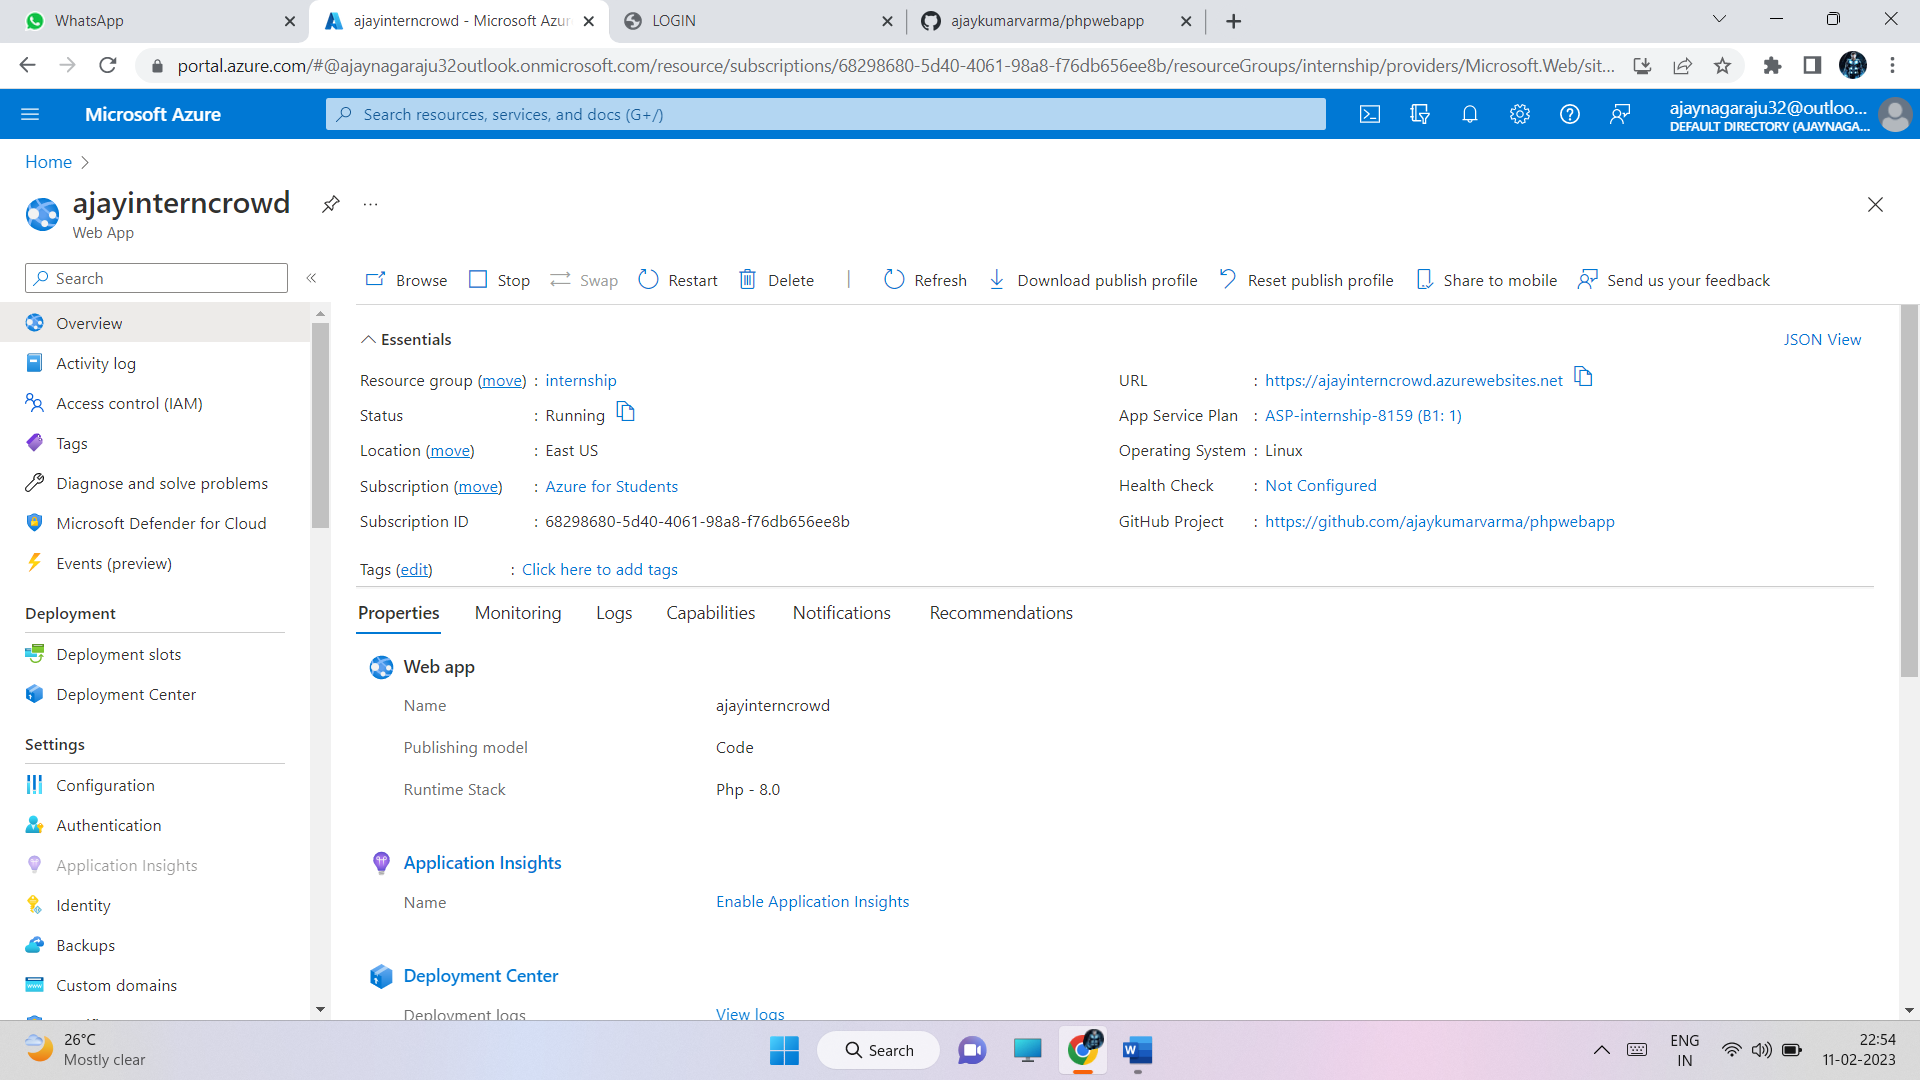 WhatsApp
ajayinterncrowd - Microsoft Azur
LOGIN
ajaykumarvarma/phpwebapp
portal.azure.com/#@ajaynagaraju32outlook.onmicrosoft.com/resource/subscriptions/68298680-5d40-4061-98a8-f76db656ee8b/resourceGroups/internship/providers/Microsoft.Web/sit...
Microsoft Azure
Search resources, services, and docs (G+/)
ajaynagaraju32@outloo...
DEFAULT DIRECTORY (AJAYNAGA...
Home
ajayinterncrowd
Web App
Search
Browse Stop Swap Restart Delete Refresh Download publish profile Reset publish profile Share to mobile Send us your feedback
Overview
Activity log
Access control (IAM)
Tags
Diagnose and solve problems
Microsoft Defender for Cloud
Events (preview)
Deployment
Deployment slots
Deployment Center
Settings
Configuration
Authentication
Application Insights
Identity
Backups
Custom domains
Essentials
JSON View
Resource group (move) : internship
Status : Running
Location (move) : East US
Subscription (move) : Azure for Students
Subscription ID : 68298680-5d40-4061-98a8-f76db656ee8b
URL : https://ajayinterncrowd.azurewebsites.net
App Service Plan : ASP-internship-8159 (B1: 1)
Operating System : Linux
Health Check : Not Configured
GitHub Project : https://github.com/ajaykumarvarma/phpwebapp
Tags (edit) : Click here to add tags
Properties Monitoring Logs Capabilities Notifications Recommendations
Web app
Name ajayinterncrowd
Publishing model Code
Runtime Stack Php - 8.0
Application Insights
Name Enable Application Insights
Deployment Center
Deployment logs View logs
26°C
Mostly clear
Search
ENG
IN
22:54
11-02-2023